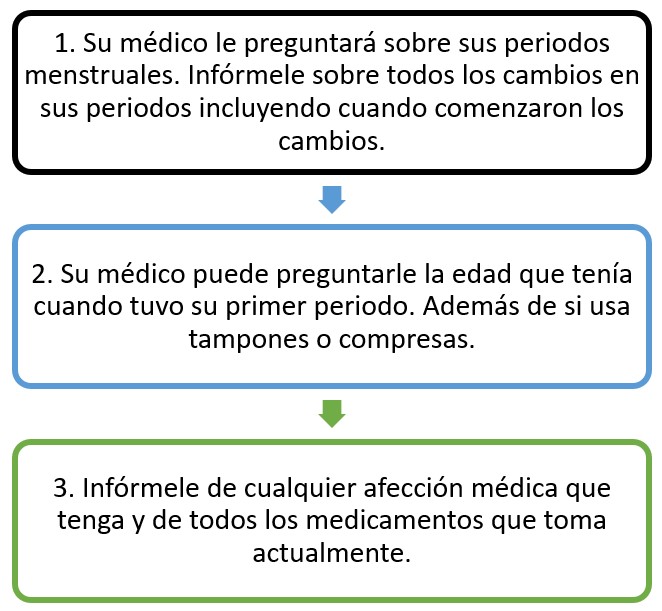 1. Su médico le preguntará sobre sus periodos
menstruales. Infórmele sobre todos los cambios en
sus periodos incluyendo cuando comenzaron los
cambios.
2. Su médico puede preguntarle la edad que tenía
cuando tuvo su primer periodo. Además de si usa
tampones o compresas.
3. Infórmele de cualquier afección médica que
tenga y de todos los medicamentos que toma
actualmente.